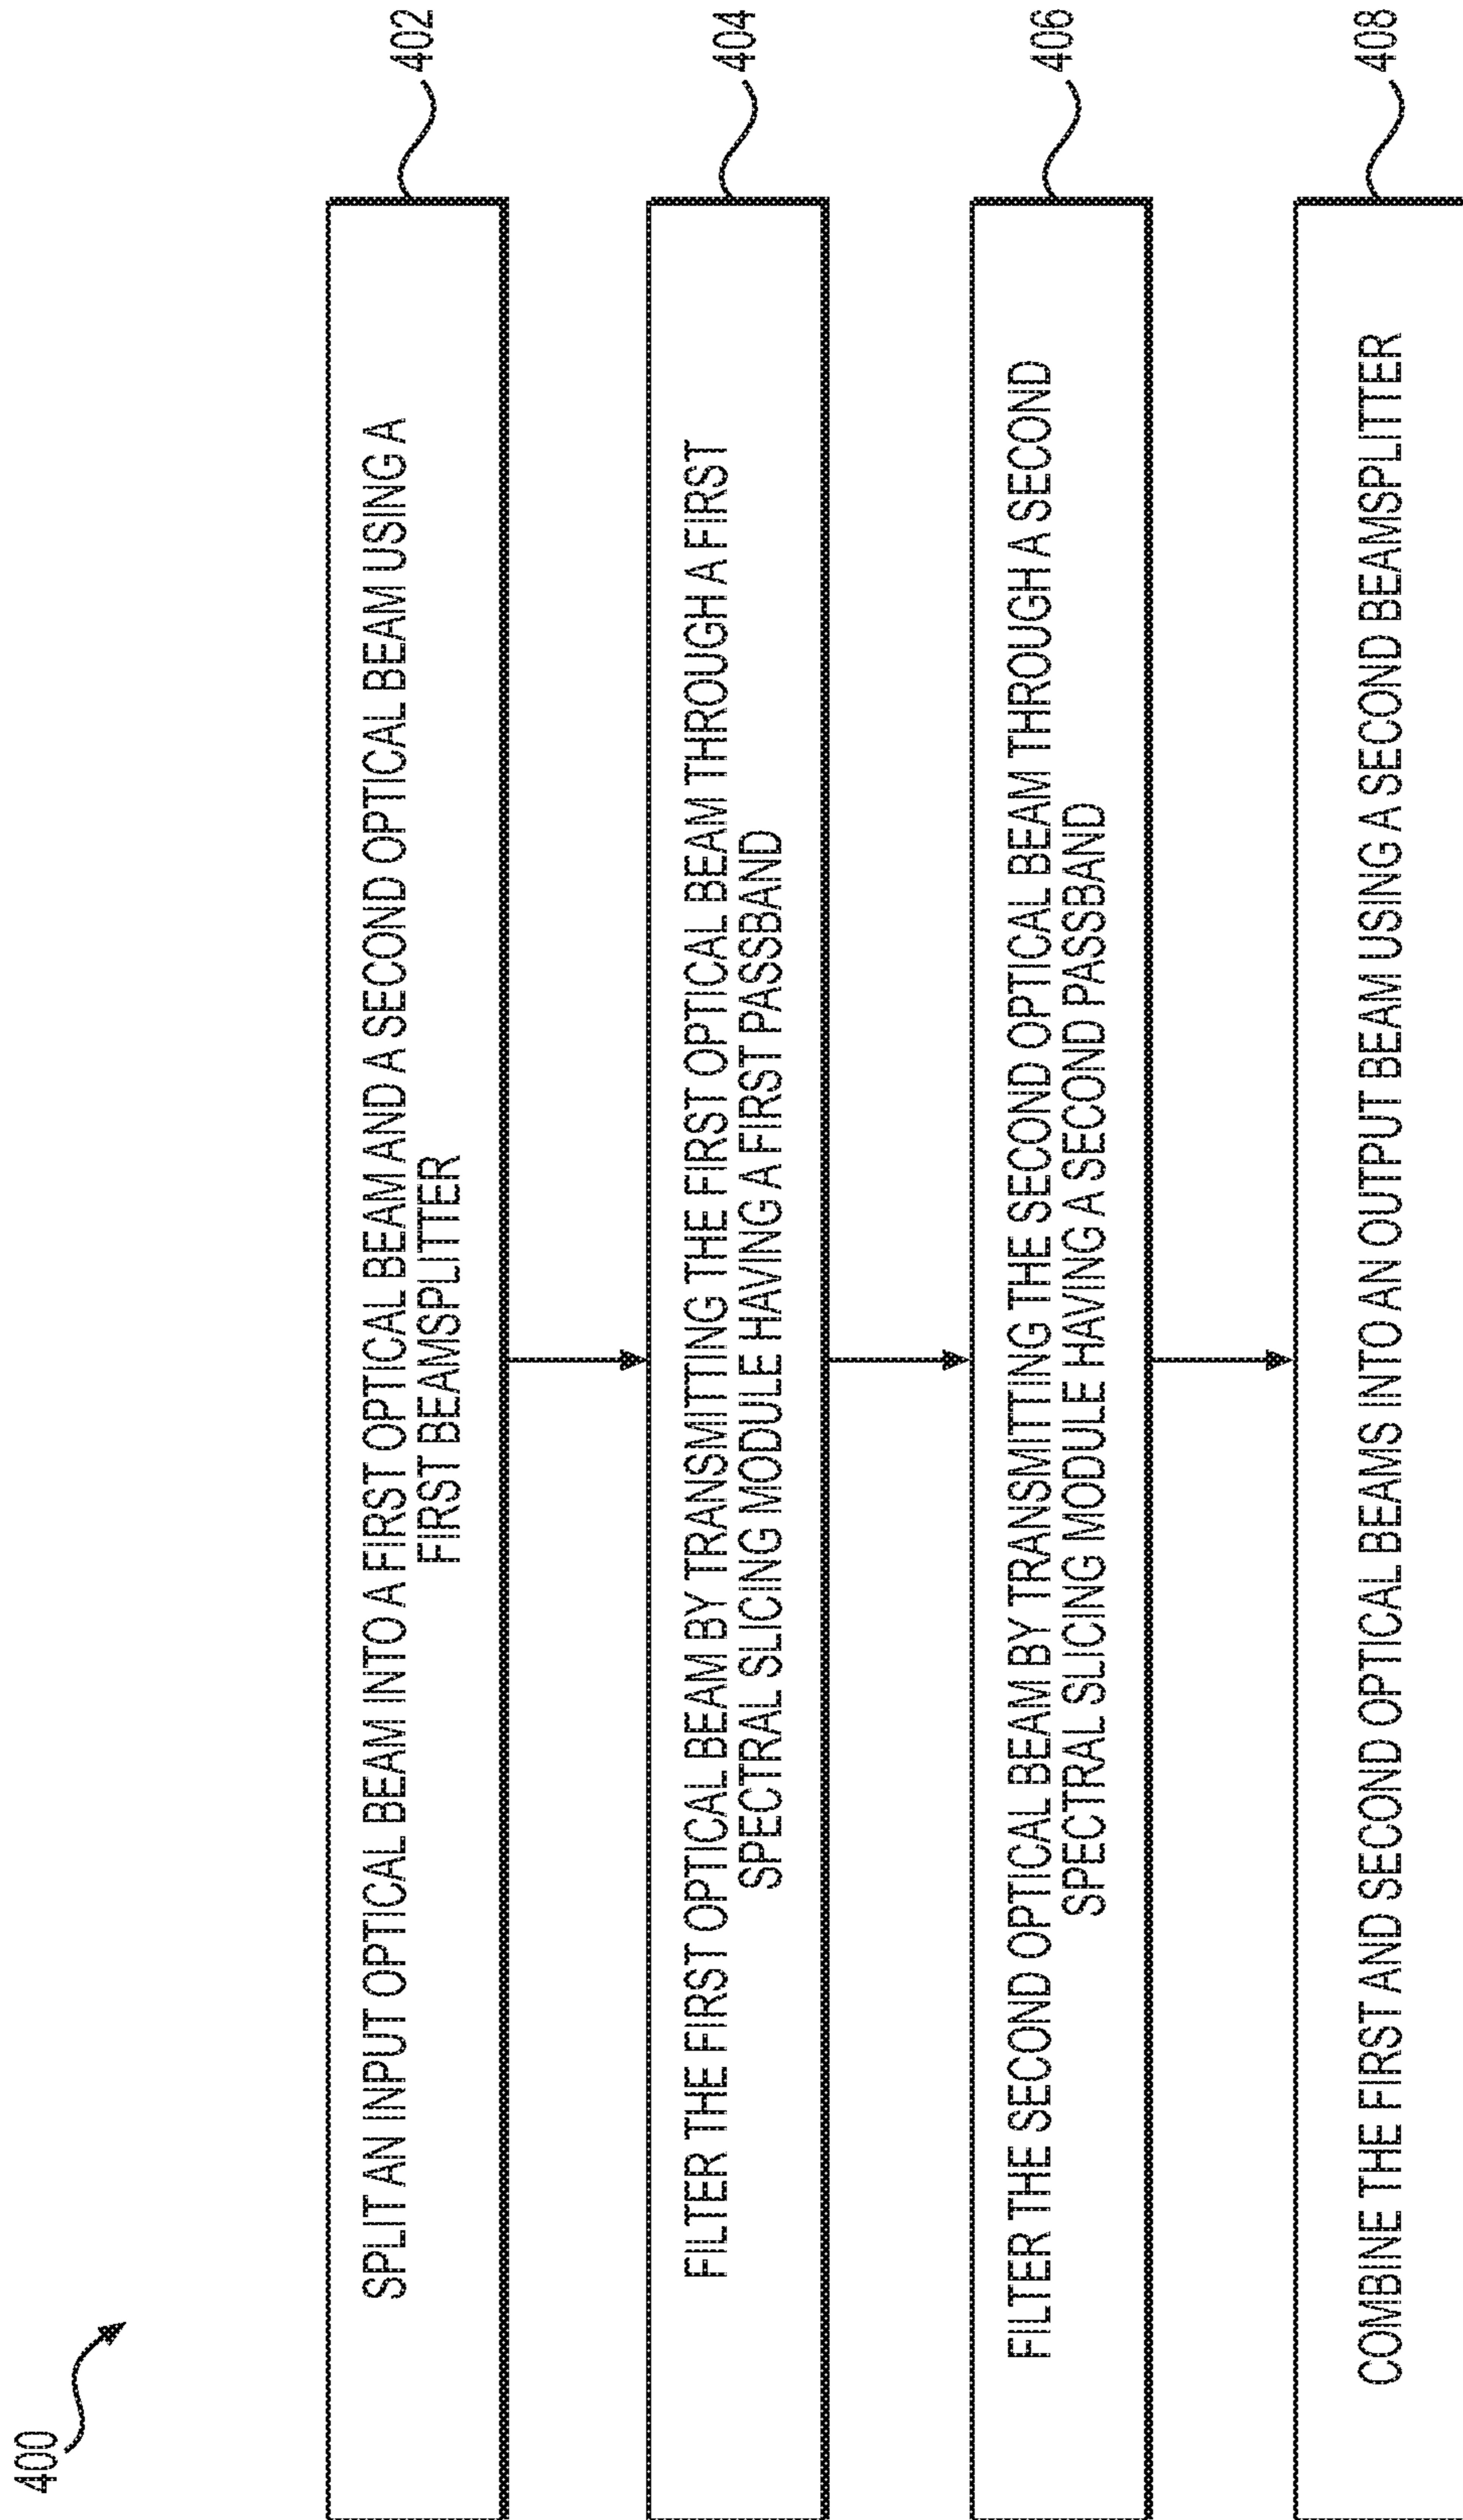 400
SPLIT AN INPUT OPTICAL BEAM INTO A FIRST OPTICAL BEAM AND A SECOND OPTICAL BEAM USING A
FIRST BEAMSPLITTER
402
FILTER THE FIRST OPTICAL BEAM BY TRANSMITTING THE FIRST OPTICAL BEAM THROUGH A FIRST
SPECTRAL SLICING MODULE HAVING A FIRST PASSBAND
404
FILTER THE SECOND OPTICAL BEAM BY TRANSMITTING THE SECOND OPTICAL BEAM THROUGH A SECOND
SPECTRAL SLICING MODULE HAVING A SECOND PASSBAND
406
COMBINE THE FIRST AND SECOND OPTICAL BEAMS INTO AN OUTPUT BEAM USING A SECOND BEAMSPLITTER
408